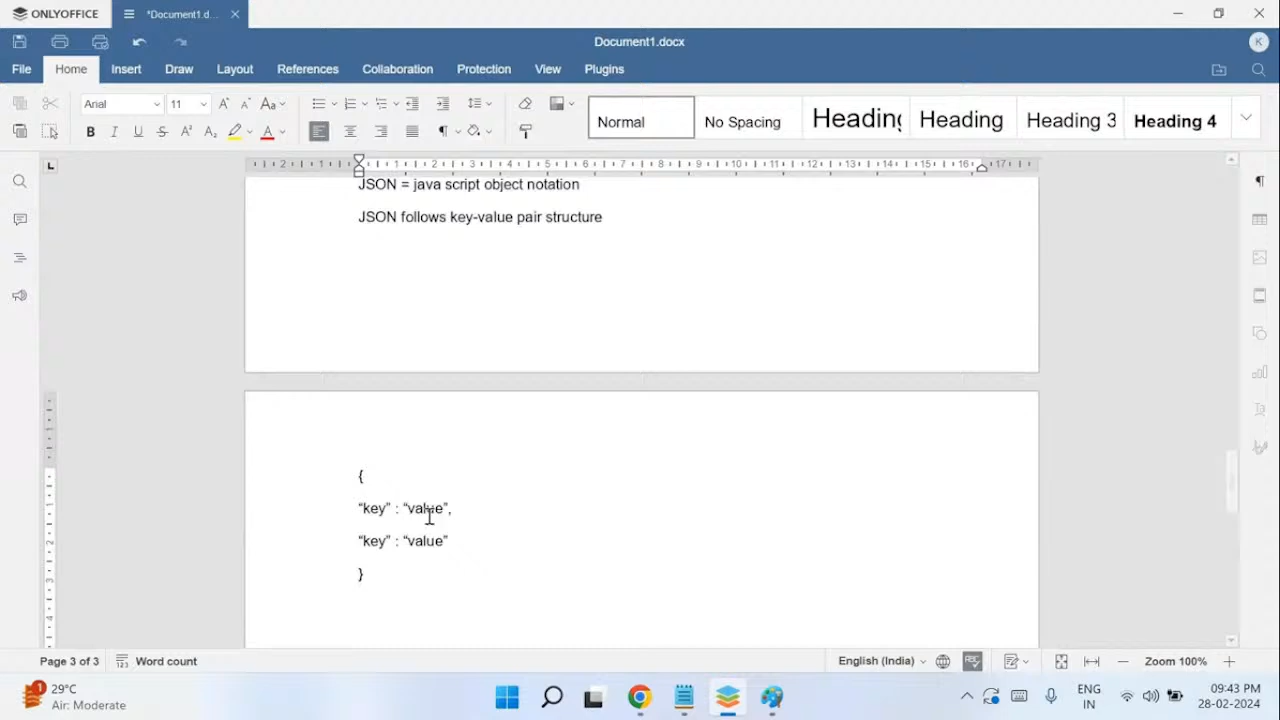 ONLYOFFICE
*Document1.d...
Document1.docx
K
File Home Insert Draw Layout References Collaboration Protection View Plugins
Arial 11
Normal No Spacing Heading Heading Heading 3 Heading 4
JSON = java script object notation
JSON follows key-value pair structure
{
“key” : “value”,
“key” : “value”
}
Page 3 of 3 Word count English (India) Zoom 100%
29°C
Air: Moderate
ENG
IN
09:43 PM
28-02-2024